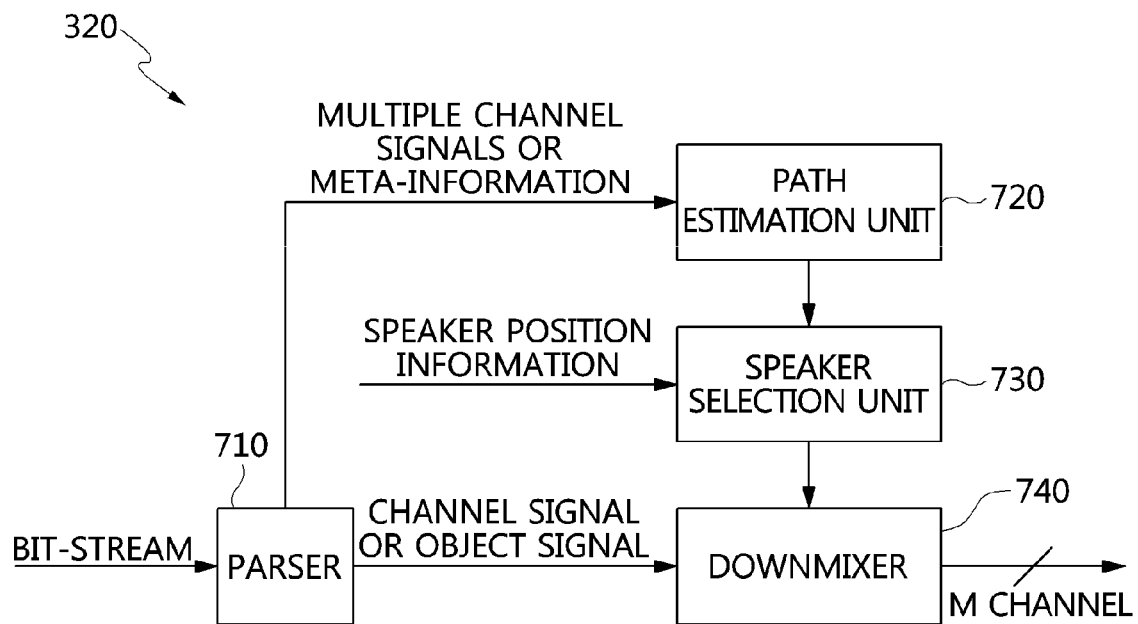 320
MULTIPLE CHANNEL
SIGNALS OR
META-INFORMATION
PATH
ESTIMATION UNIT
720
SPEAKER POSITION
INFORMATION
SPEAKER
SELECTION UNIT
730
710
BIT-STREAM
PARSER
CHANNEL SIGNAL
OR OBJECT SIGNAL
DOWNMIXER
740
M CHANNEL